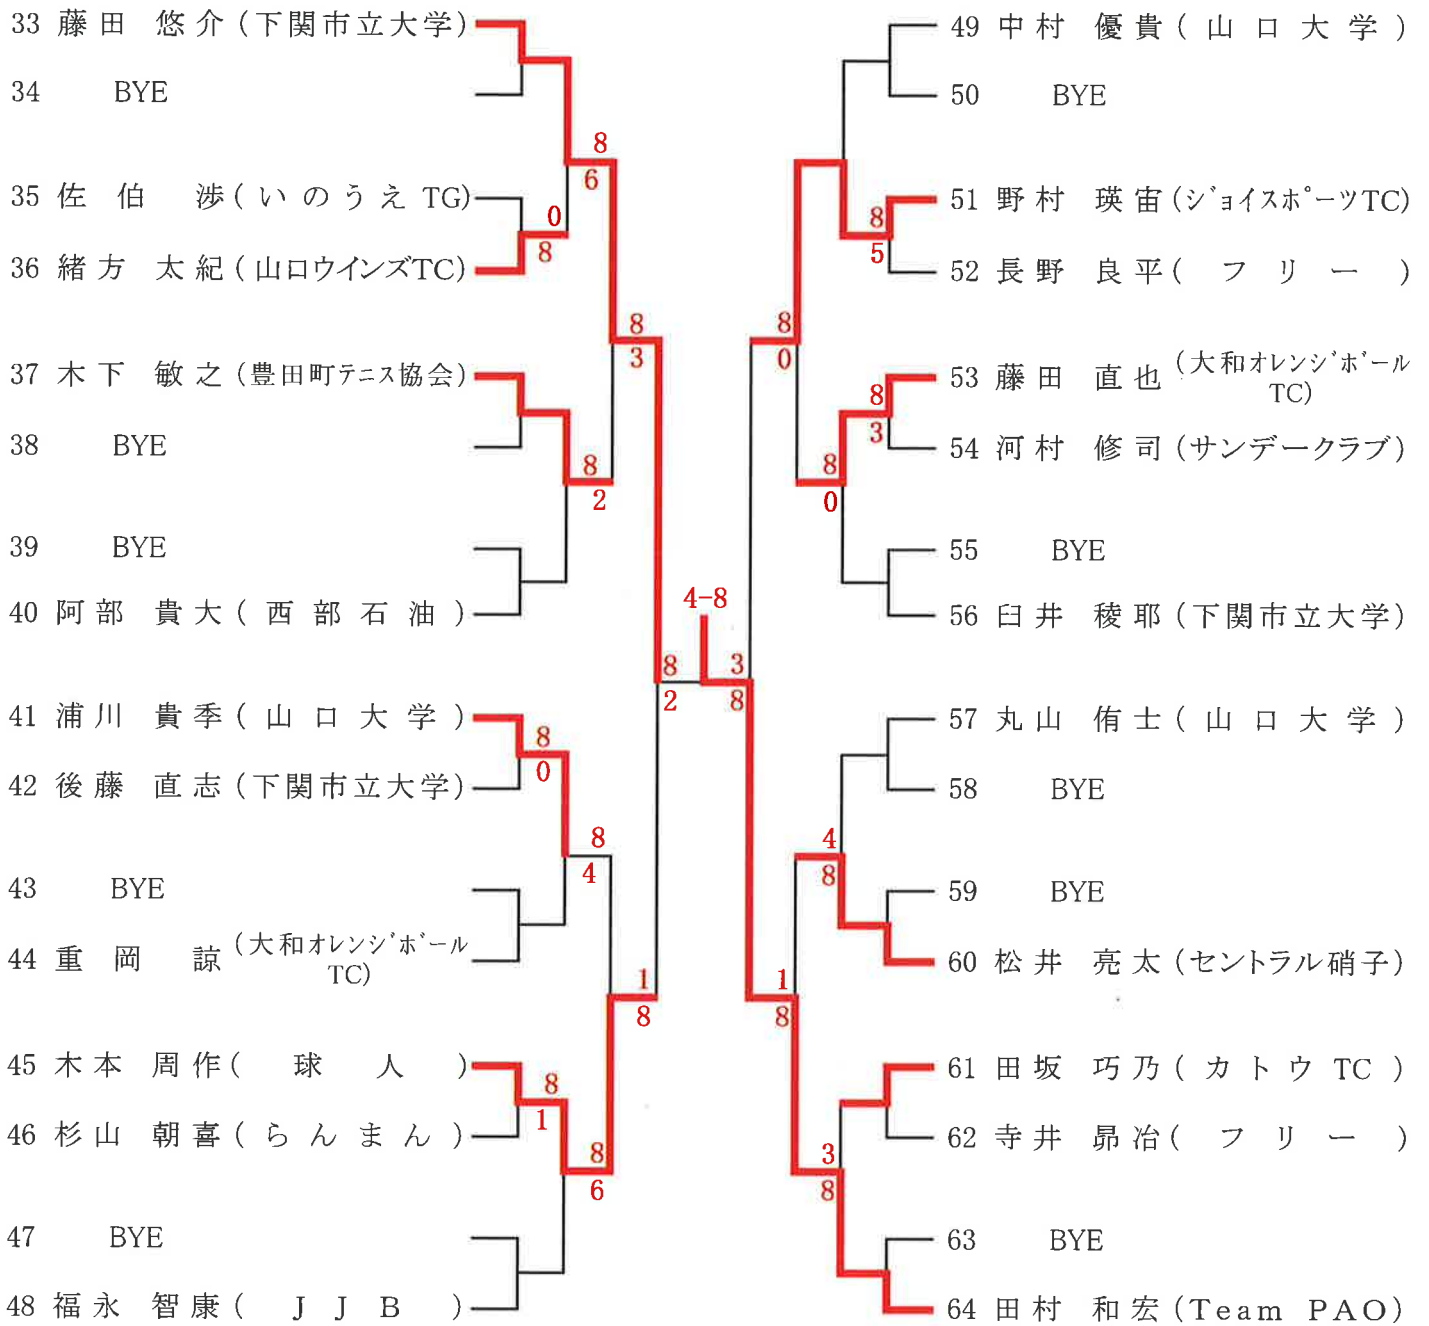 33 藤田 悠介 (下関市立大学)
34 BYE
8
6
35 佐伯 渉 (いのうえTG)
0
8
36 緒方 太紀 (山口ウインズTC)
8
3
37 木下 敏之 (豊田町テニス協会)
38 BYE
8
2
39 BYE
40 阿部 貴大 (西部石油)
8
2
41 浦川 貴季 (山口大学)
8
0
42 後藤 直志 (下関市立大学)
8
4
43 BYE
44 重岡 諒 (大和オレンジボール
TC)
1
8
45 木本 周作 (球人)
8
1
46 杉山 朝喜 (らんまん)
8
6
47 BYE
48 福永 智康 (JJB)
4-8
49 中村 優貴 (山口大学)
50 BYE
51 野村 瑛宙 (ジョイスポーツTC)
8
5
52 長野 良平 (フリー)
8
0
53 藤田 直也 (大和オレンジボール
TC)
8
3
54 河村 修司 (サンデークラブ)
8
0
55 BYE
56 臼井 稜耶 (下関市立大学)
3
8
57 丸山 侑士 (山口大学)
58 BYE
4
8
59 BYE
60 松井 亮太 (セントラル硝子)
1
8
61 田坂 巧乃 (カトウTC)
62 寺井 昴冶 (フリー)
3
8
63 BYE
64 田村 和宏 (Team PAO)